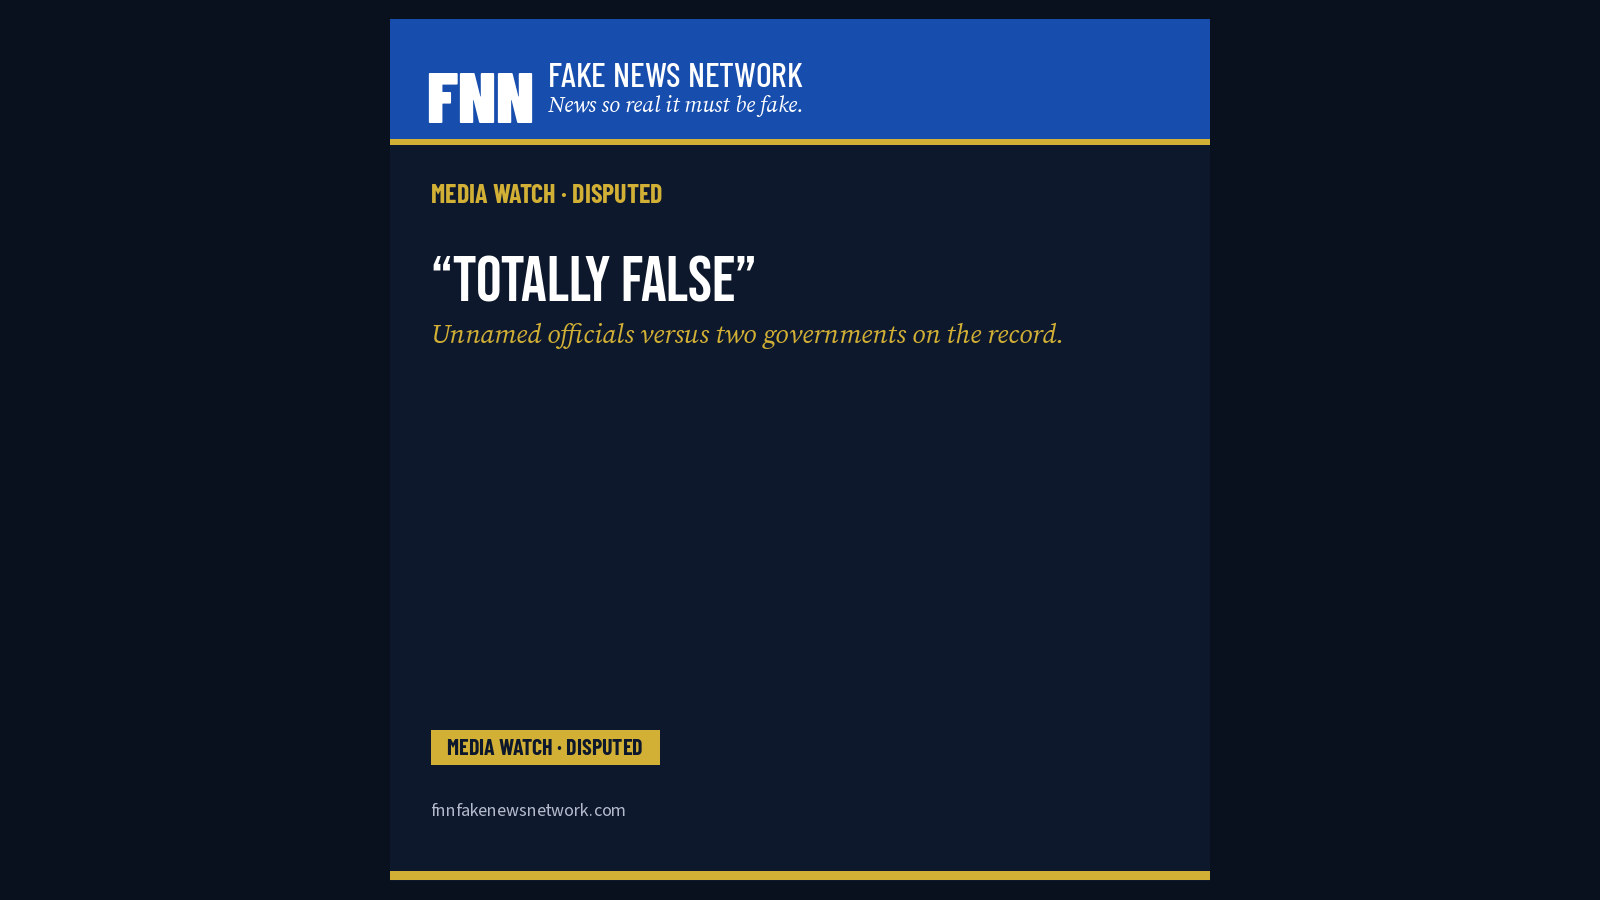 FNN
FAKE NEWS NETWORK
News so real it must be fake.
MEDIA WATCH · DISPUTED
“TOTALLY FALSE”
Unnamed officials versus two governments on the record.
MEDIA WATCH · DISPUTED
fnnfakenewsnetwork.com